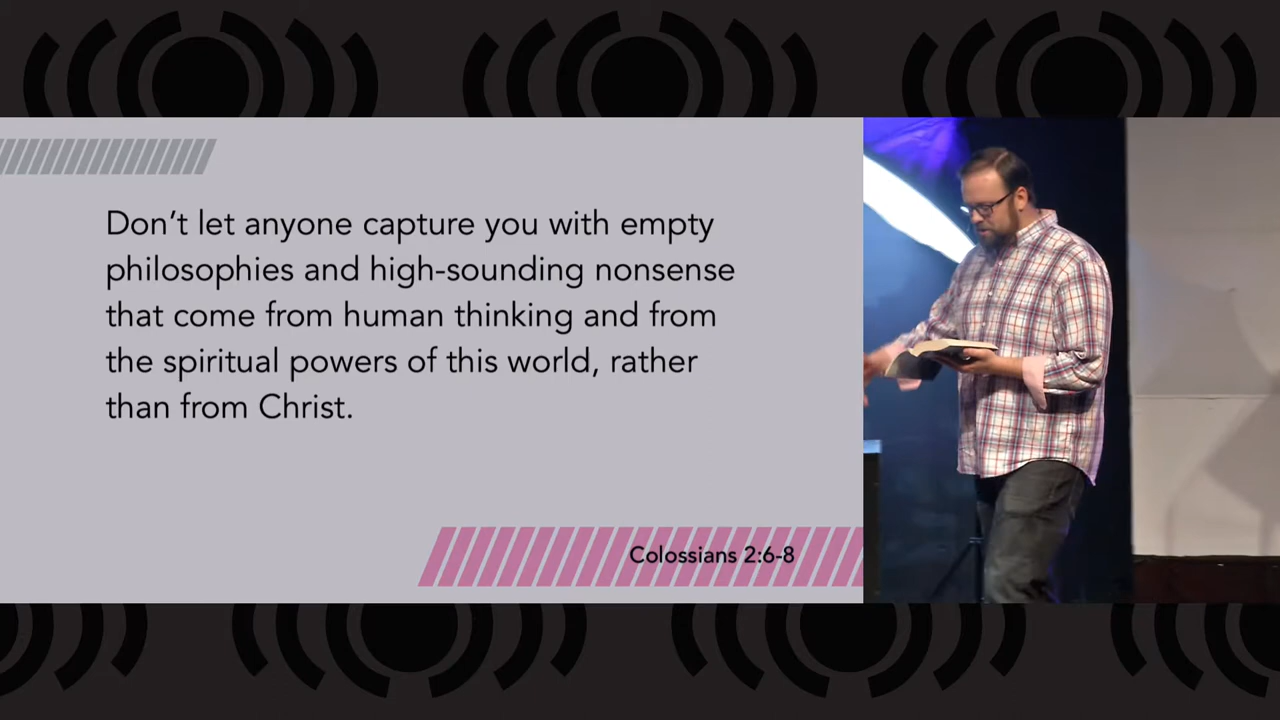 Don't let anyone capture you with empty
philosophies and high-sounding nonsense
that come from human thinking and from
the spiritual powers of this world, rather
than from Christ.
Colossians 2:6-8